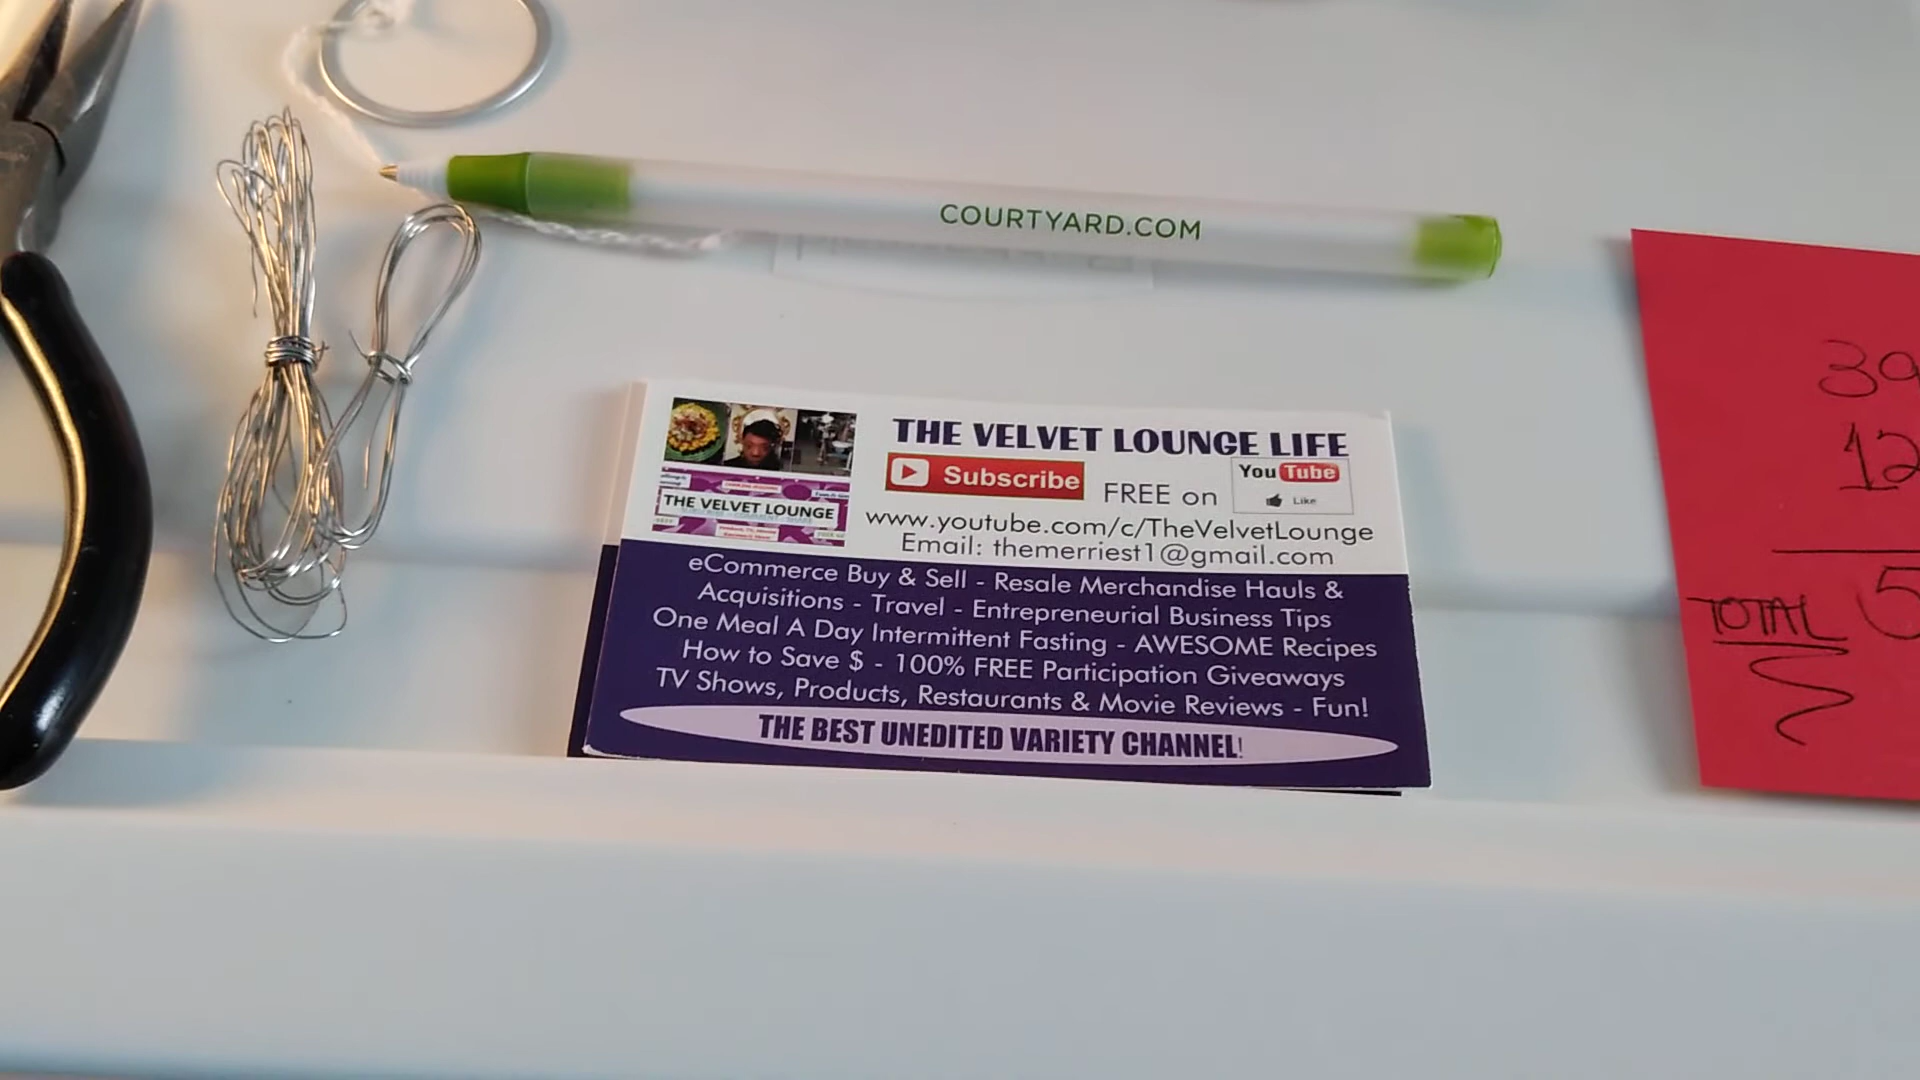 COURTYARD.COM
THE VELVET LOUNGE LIFE
Subscribe
FREE on
YouTube
Like
THE VELVET LOUNGE
www.youtube.com/c/TheVelvetLounge
Email: themerriest1@gmail.com
eCommerce Buy & Sell - Resale Merchandise Hauls &
Acquisitions - Travel - Entrepreneurial Business Tips
One Meal A Day Intermittent Fasting - AWESOME Recipes
How to Save $ - 100% FREE Participation Giveaways
TV Shows, Products, Restaurants & Movie Reviews - Fun!
THE BEST UNEDITED VARIETY CHANNEL!
39
12
TOTAL 5